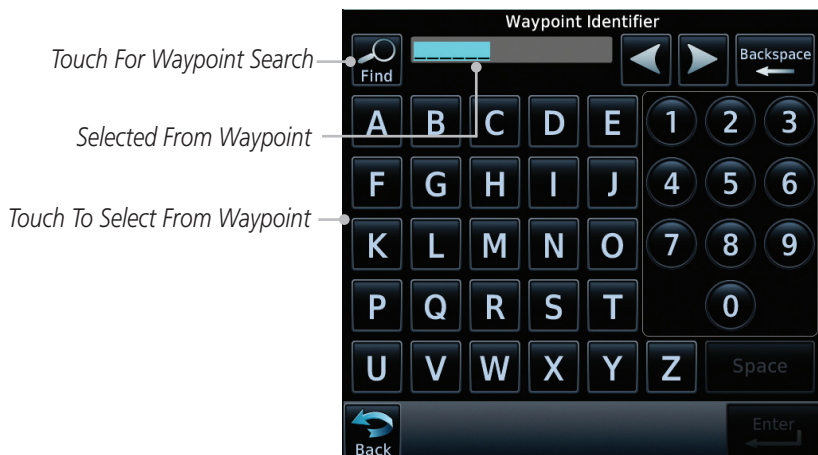 Waypoint Identifier
Touch For Waypoint Search
Find
Backspace
Selected From Waypoint
A B C D E 1 2 3
F G H I J 4 5 6
Touch To Select From Waypoint
K L M N O 7 8 9
P Q R S T 0
U V W X Y Z Space
Back
Enter